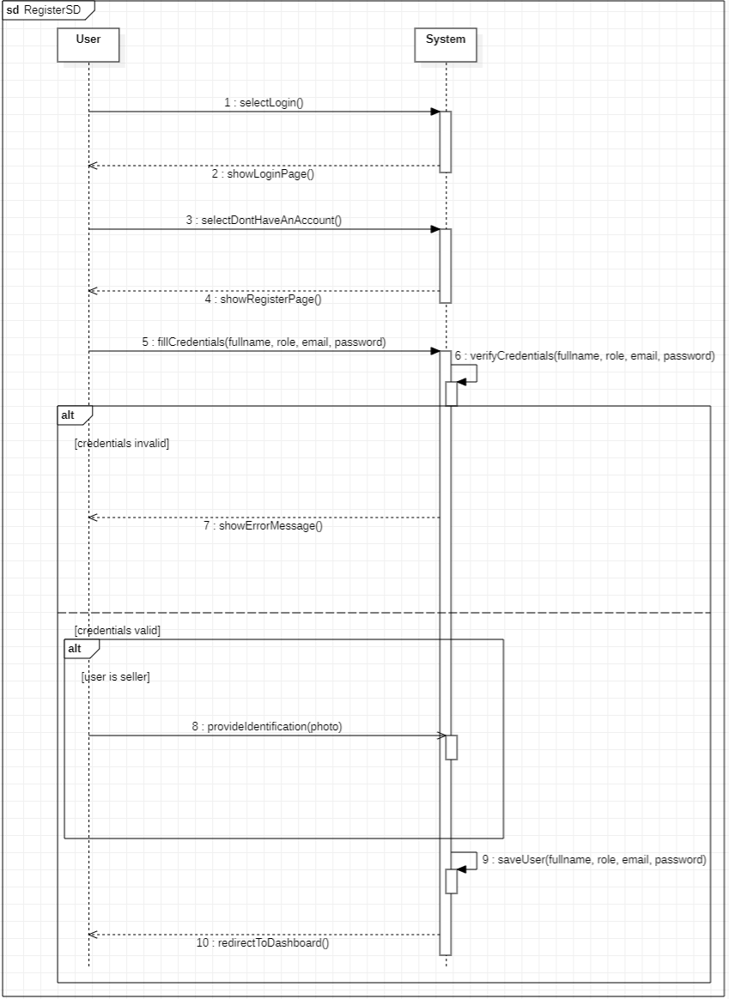 sd RegisterSD
User
System
1 : selectLogin()
2 : showLoginPage()
3 : selectDontHaveAnAccount()
4 : showRegisterPage()
5 : fillCredentials(fullname, role, email, password)
6 : verifyCredentials(fullname, role, email, password)
alt
[credentials invalid]
7 : showErrorMessage()
[credentials valid]
alt
[user is seller]
8 : provideIdentification(photo)
9 : saveUser(fullname, role, email, password)
10 : redirectToDashboard()